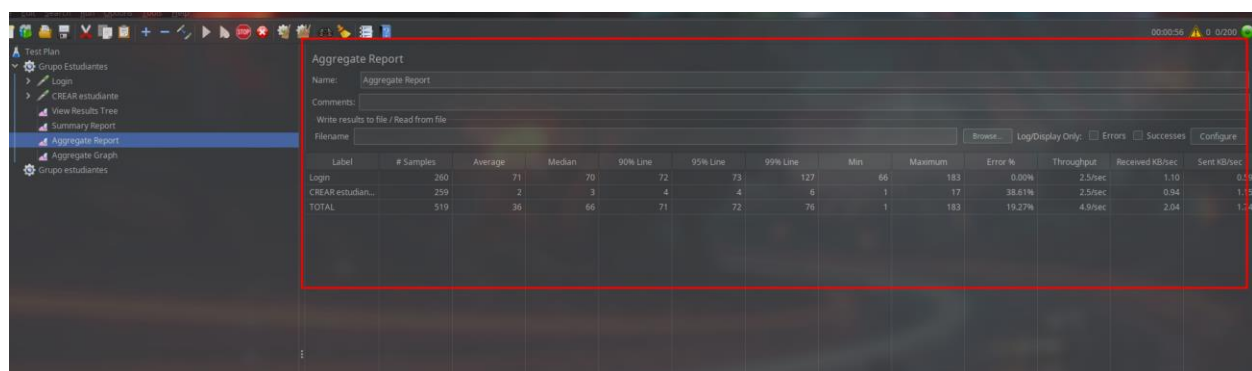 Edit Search Run Options Tools Help
00:00:56 0 0/200
Test Plan
Grupo Estudiantes
Login
CREAR estudiante
View Results Tree
Summary Report
Aggregate Report
Aggregate Graph
Grupo estudiantes
Aggregate Report
Name: Aggregate Report
Comments:
Write results to file / Read from file
Filename Browse... Log/Display Only: Errors Successes Configure
Label # Samples Average Median 90% Line 95% Line 99% Line Min Maximum Error % Throughput Received KB/sec Sent KB/sec
Login 260 71 70 72 73 127 66 183 0.00% 2.5/sec 1.10
CREAR estudian... 259 2 3 4 4 6 1 17 38.61% 2.5/sec 0.94
TOTAL 519 36 66 71 72 76 1 183 19.27% 4.9/sec 2.04